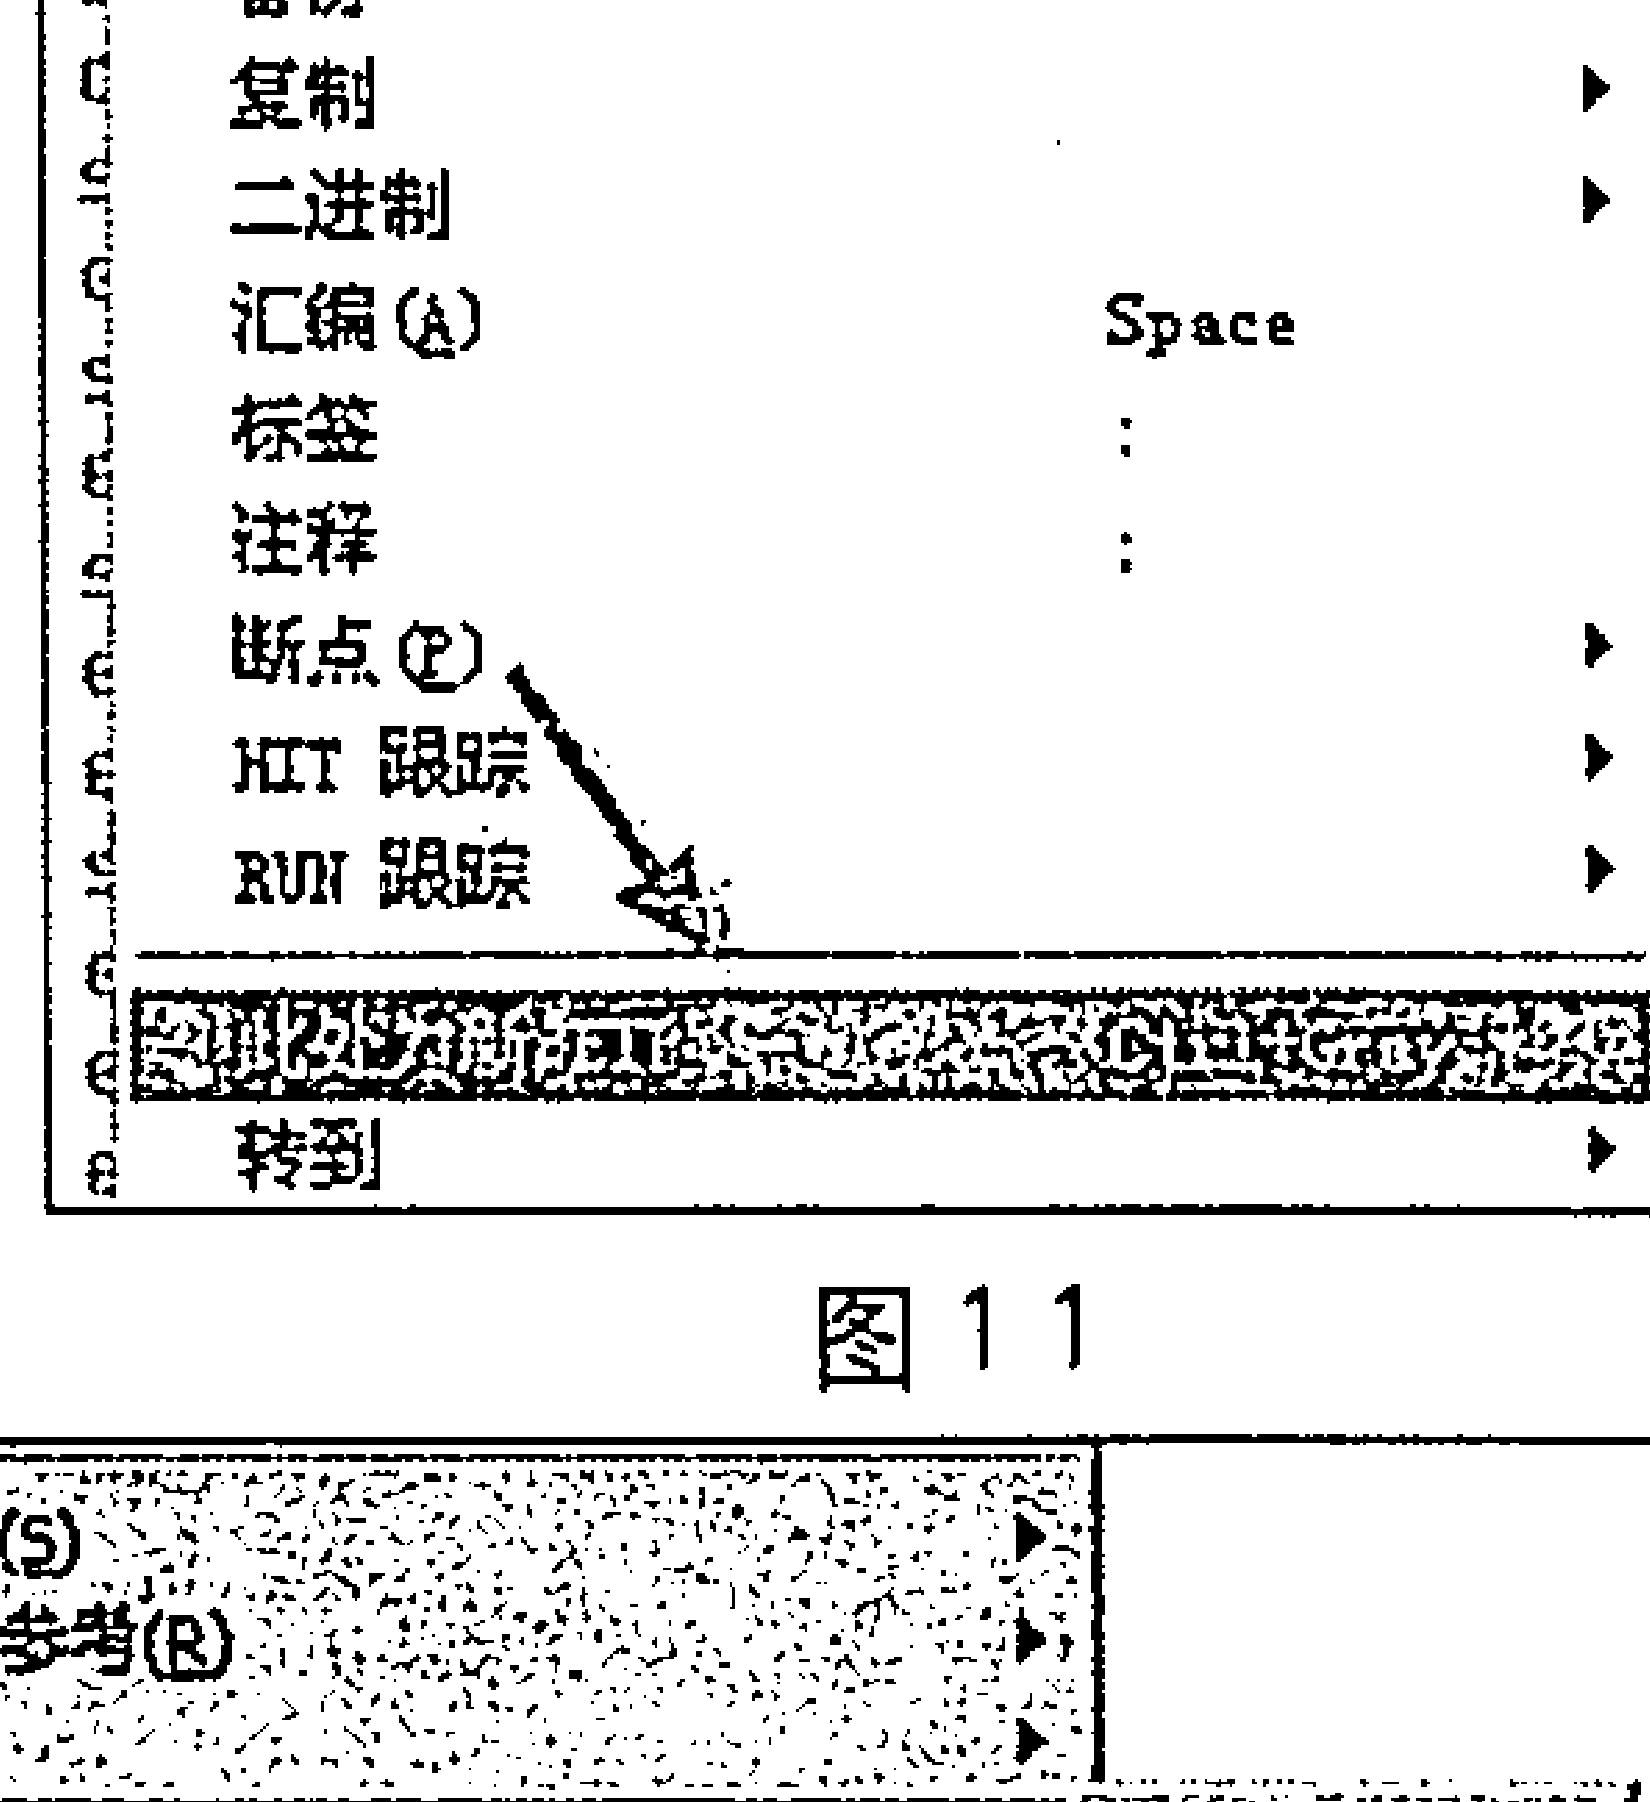 复制
二进制
汇编(A) Space
标签 :
注释 :
断点(P)
HIT 跟踪
RUN 跟踪
转到
图 1 1
(S)
参考(R)